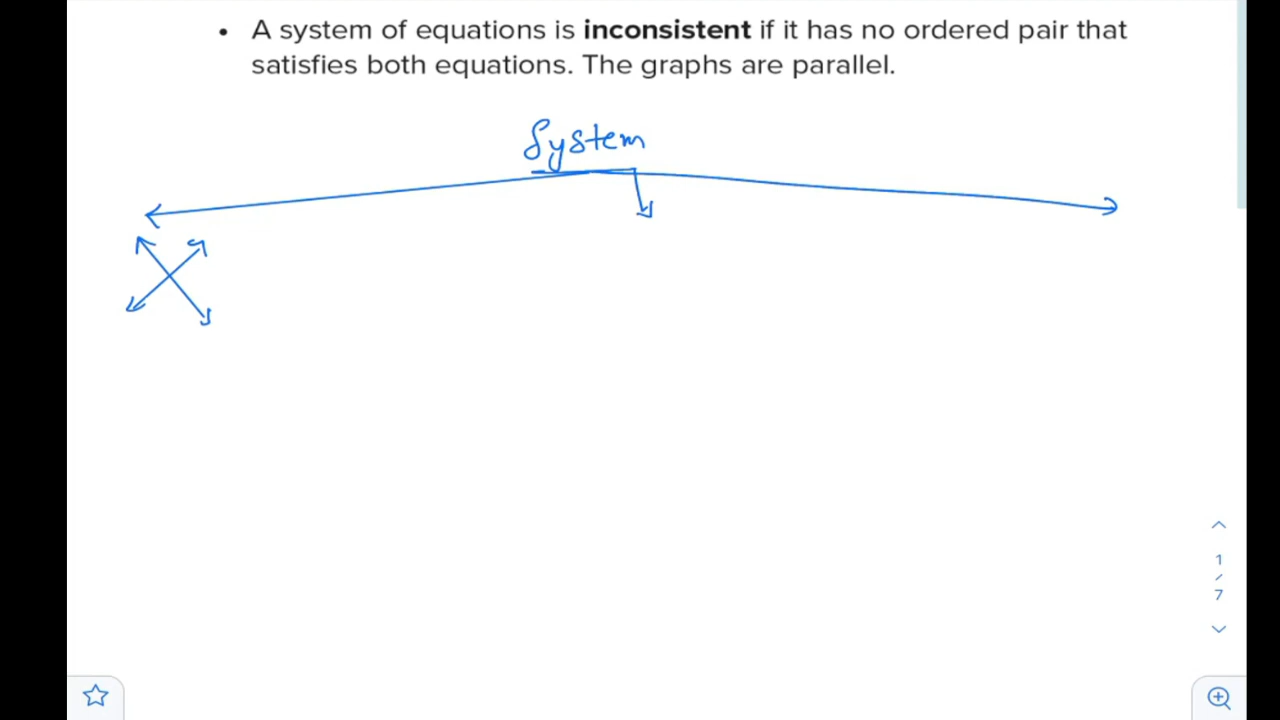 • A system of equations is inconsistent if it has no ordered pair that
satisfies both equations. The graphs are parallel.
System
1
/
7